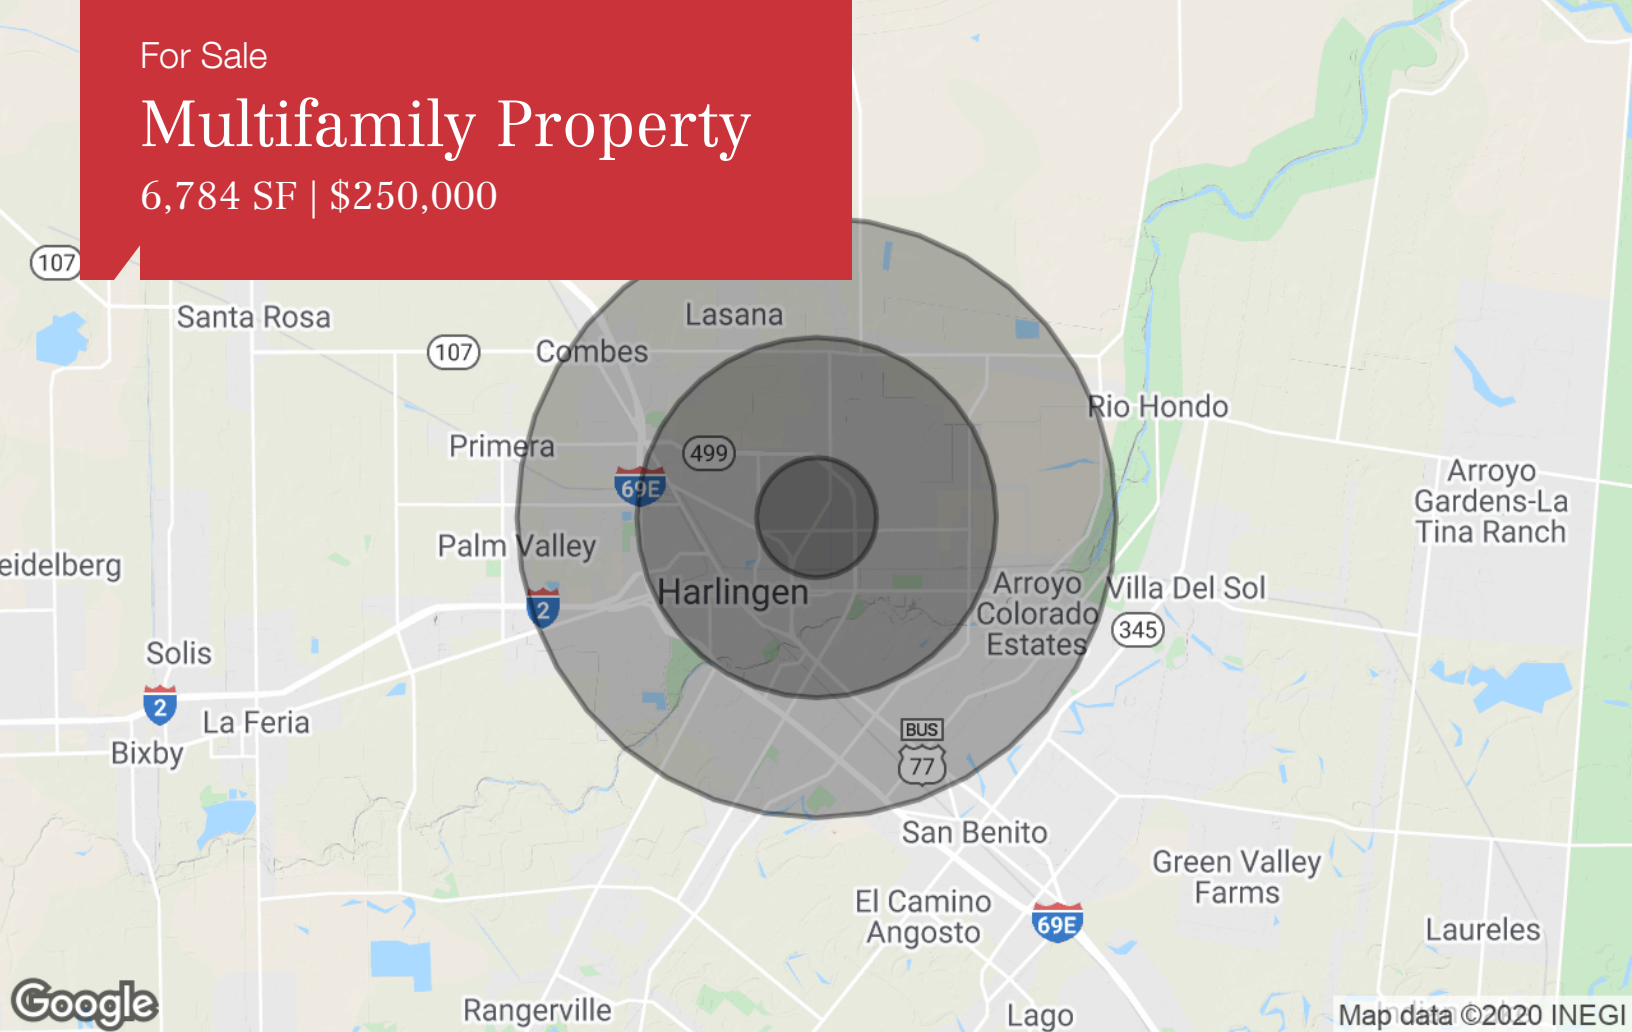 For Sale
Multifamily Property
6,784 SF | $250,000
107
Santa Rosa
Lasana
107
Combes
Rio Hondo
Primera
499
69E
Arroyo
Gardens-La
Tina Ranch
Palm Valley
eidelberg
Harlingen
2
Arroyo
Colorado
Estates
Villa Del Sol
345
Solis
2
La Feria
Bixby
BUS
77
San Benito
Green Valley
Farms
El Camino
Angosto
69E
Laureles
Google
Rangerville
Lago
Map data ©2020 INEGI